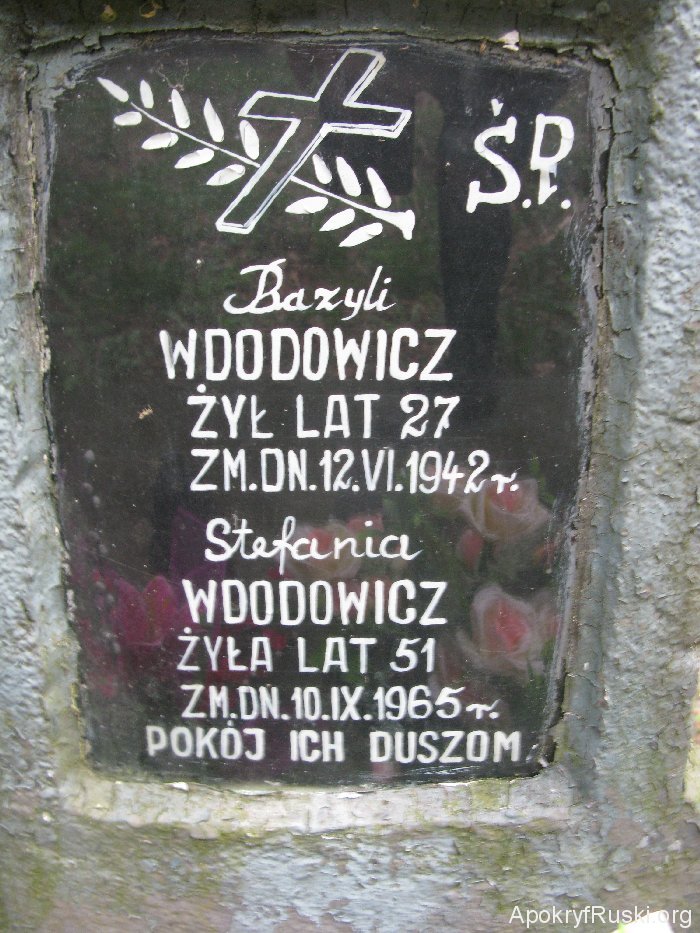 Ś.P.
Bazyli
WDODOWICZ
ŻYŁ LAT 27
ZM.DN.12.VI.1942r.
Stefania
WDODOWICZ
ŻYŁA LAT 51
ZM.DN.10.IX.1965r.
POKÓJ ICH DUSZOM
ApokryfRuski.org